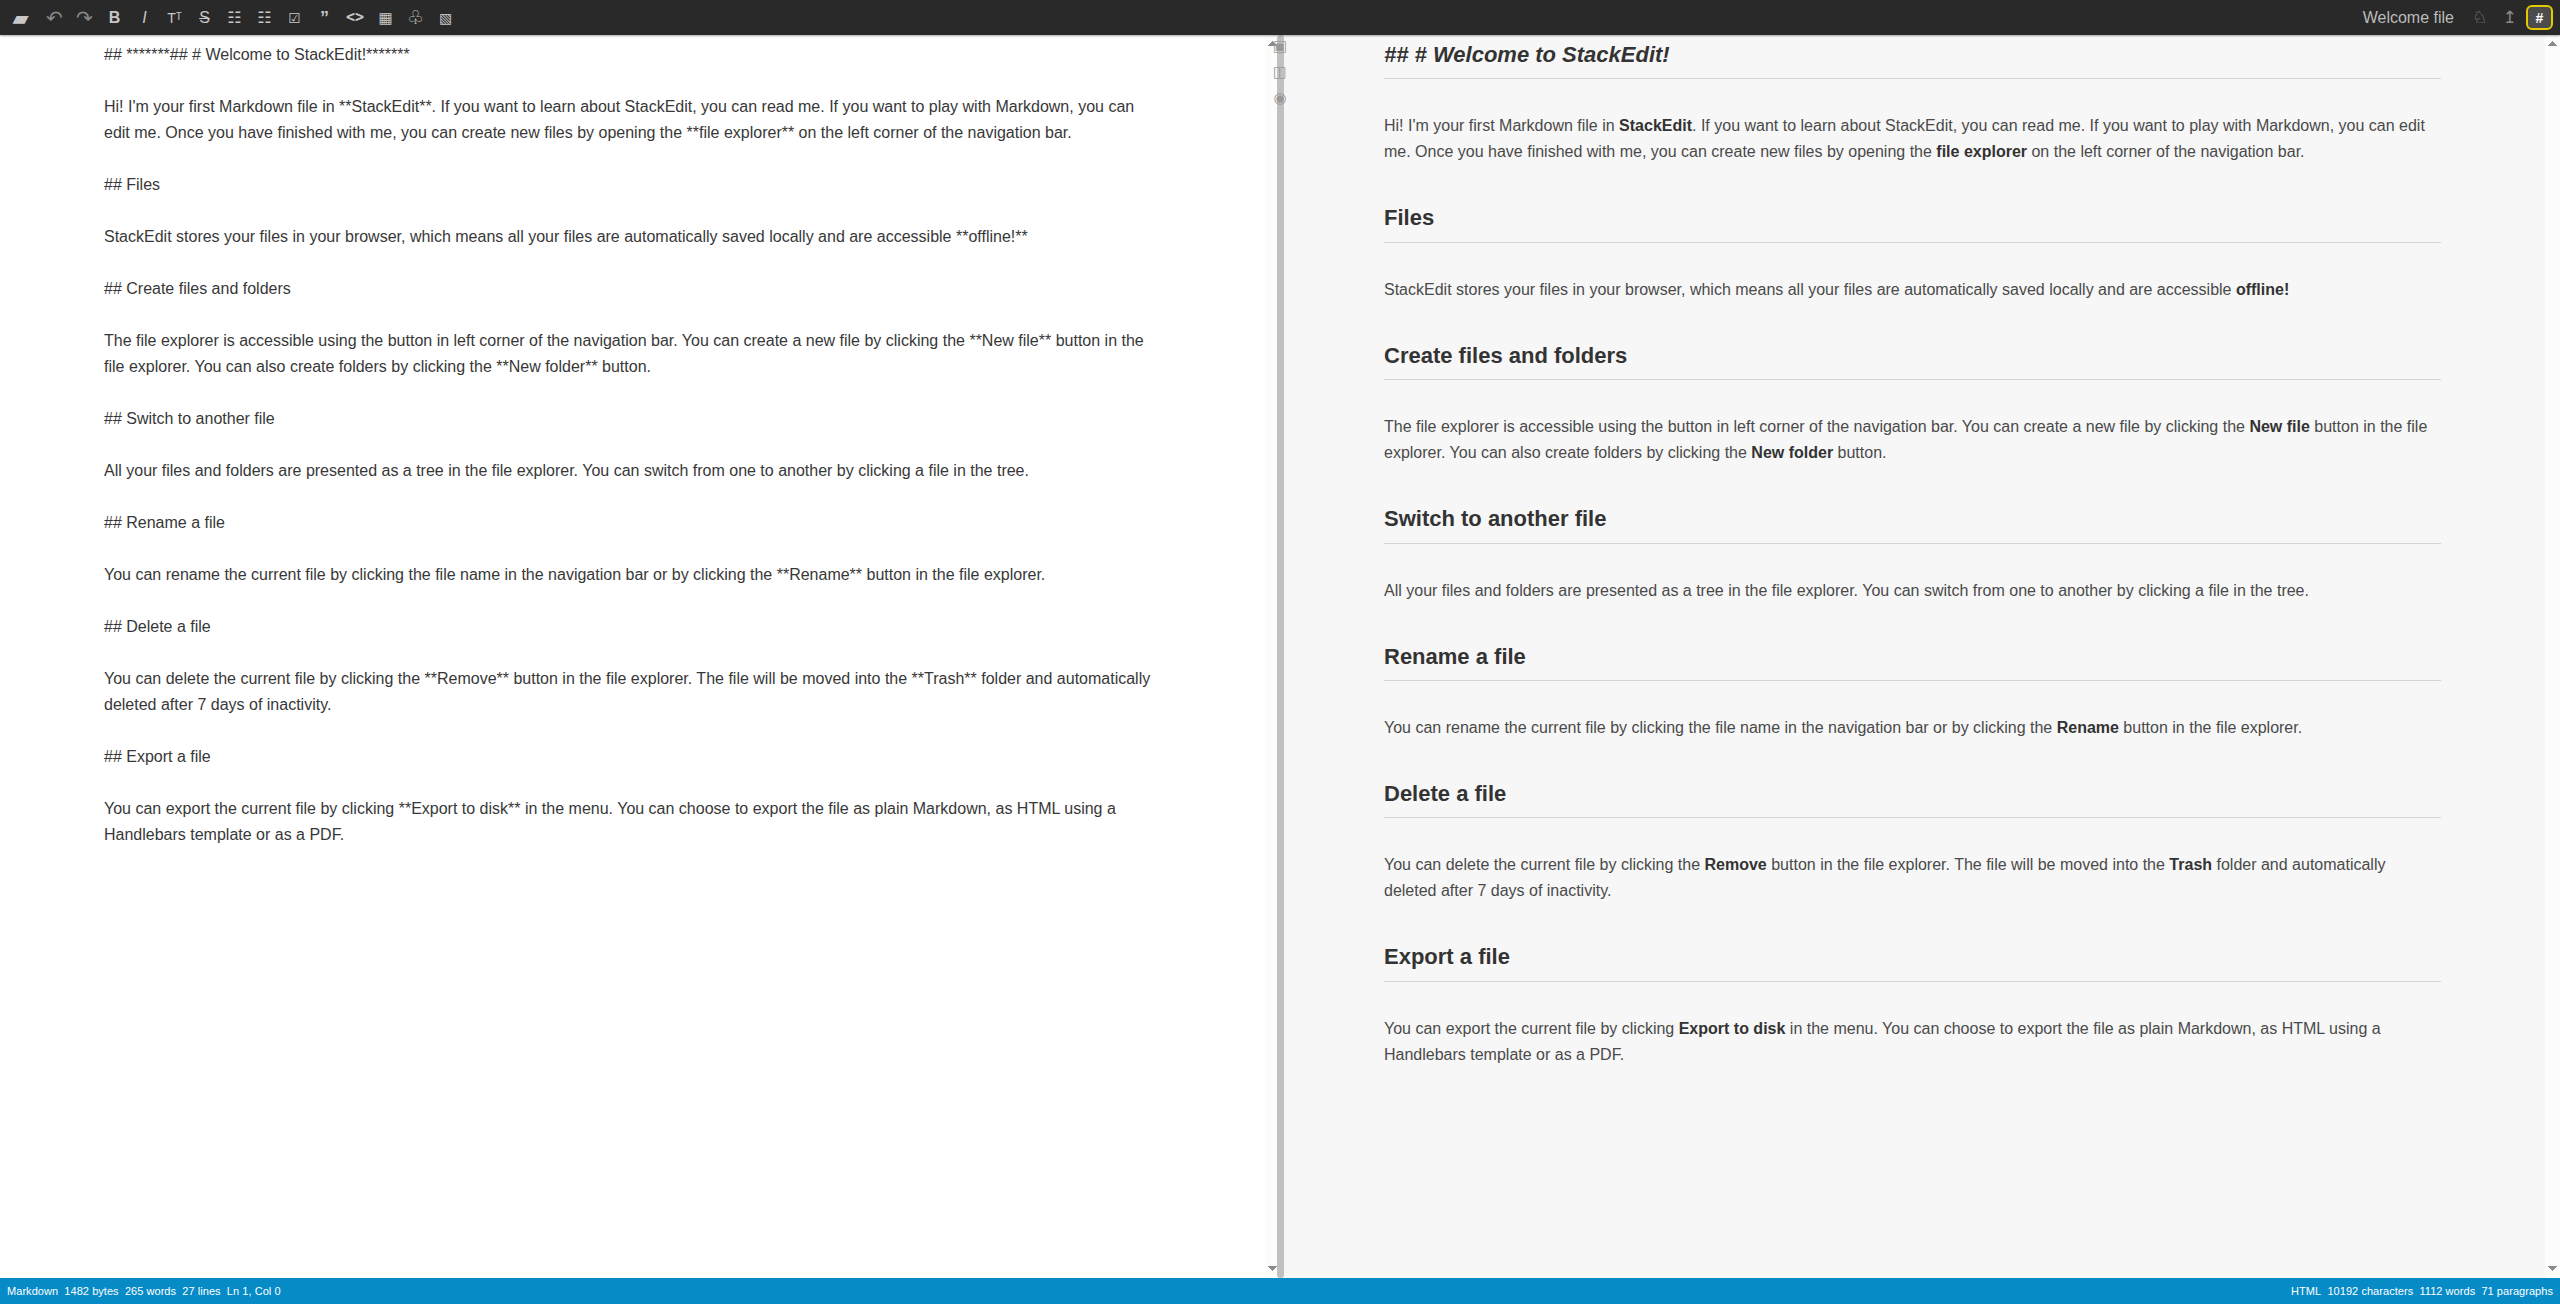 B I TT S ” <> Welcome file #
## *******## # Welcome to StackEdit!*******
Hi! I'm your first Markdown file in **StackEdit**. If you want to learn about StackEdit, you can read me. If you want to play with Markdown, you can
edit me. Once you have finished with me, you can create new files by opening the **file explorer** on the left corner of the navigation bar.
## Files
StackEdit stores your files in your browser, which means all your files are automatically saved locally and are accessible **offline!**
## Create files and folders
The file explorer is accessible using the button in left corner of the navigation bar. You can create a new file by clicking the **New file** button in the
file explorer. You can also create folders by clicking the **New folder** button.
## Switch to another file
All your files and folders are presented as a tree in the file explorer. You can switch from one to another by clicking a file in the tree.
## Rename a file
You can rename the current file by clicking the file name in the navigation bar or by clicking the **Rename** button in the file explorer.
## Delete a file
You can delete the current file by clicking the **Remove** button in the file explorer. The file will be moved into the **Trash** folder and automatically
deleted after 7 days of inactivity.
## Export a file
You can export the current file by clicking **Export to disk** in the menu. You can choose to export the file as plain Markdown, as HTML using a
Handlebars template or as a PDF.
## # Welcome to StackEdit!
Hi! I'm your first Markdown file in StackEdit. If you want to learn about StackEdit, you can read me. If you want to play with Markdown, you can edit
me. Once you have finished with me, you can create new files by opening the file explorer on the left corner of the navigation bar.
Files
StackEdit stores your files in your browser, which means all your files are automatically saved locally and are accessible offline!
Create files and folders
The file explorer is accessible using the button in left corner of the navigation bar. You can create a new file by clicking the New file button in the file
explorer. You can also create folders by clicking the New folder button.
Switch to another file
All your files and folders are presented as a tree in the file explorer. You can switch from one to another by clicking a file in the tree.
Rename a file
You can rename the current file by clicking the file name in the navigation bar or by clicking the Rename button in the file explorer.
Delete a file
You can delete the current file by clicking the Remove button in the file explorer. The file will be moved into the Trash folder and automatically
deleted after 7 days of inactivity.
Export a file
You can export the current file by clicking Export to disk in the menu. You can choose to export the file as plain Markdown, as HTML using a
Handlebars template or as a PDF.
Markdown 1482 bytes 265 words 27 lines Ln 1, Col 0
HTML 10192 characters 1112 words 71 paragraphs